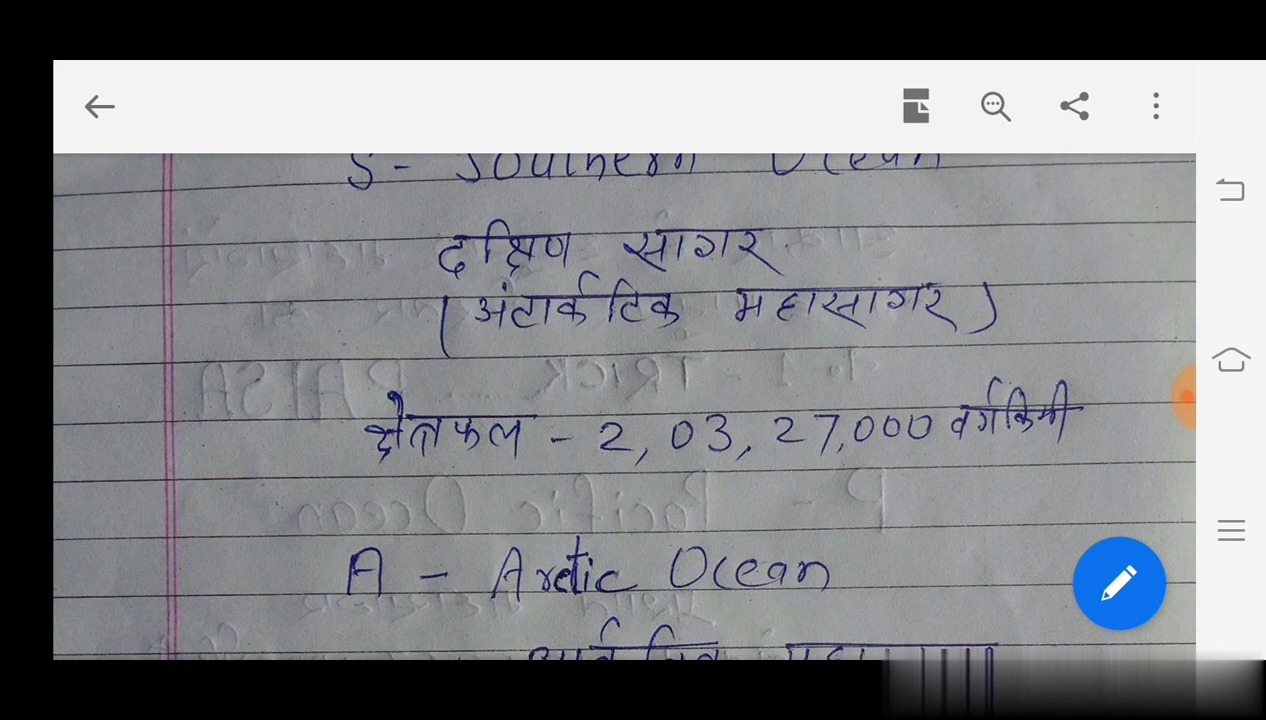 S- Southern Ocean
दक्षिण सागर
(अंटार्कटिक महासागर)
क्षेत्रफल - 2,03,27,000 वर्गकिमी
A - Arctic Ocean